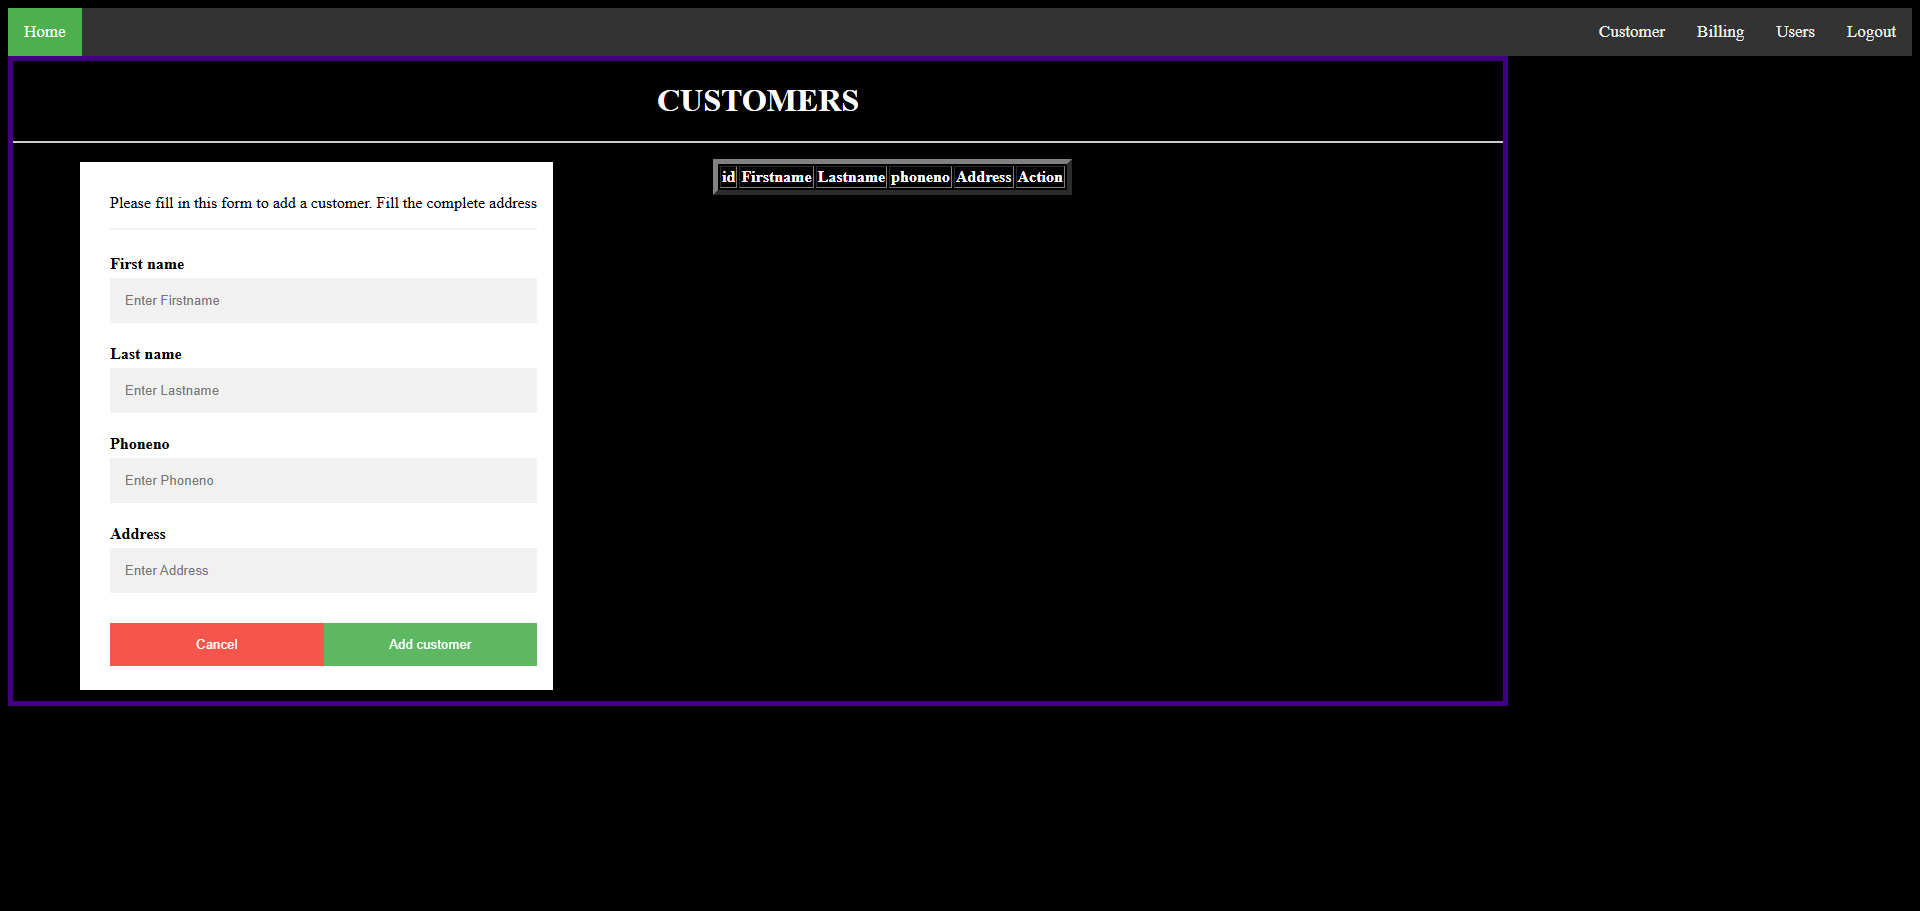 Home Customer Billing Users Logout
CUSTOMERS
id Firstname Lastname phoneno Address Action
Please fill in this form to add a customer. Fill the complete address
First name
Enter Firstname
Last name
Enter Lastname
Phoneno
Enter Phoneno
Address
Enter Address
Cancel Add customer